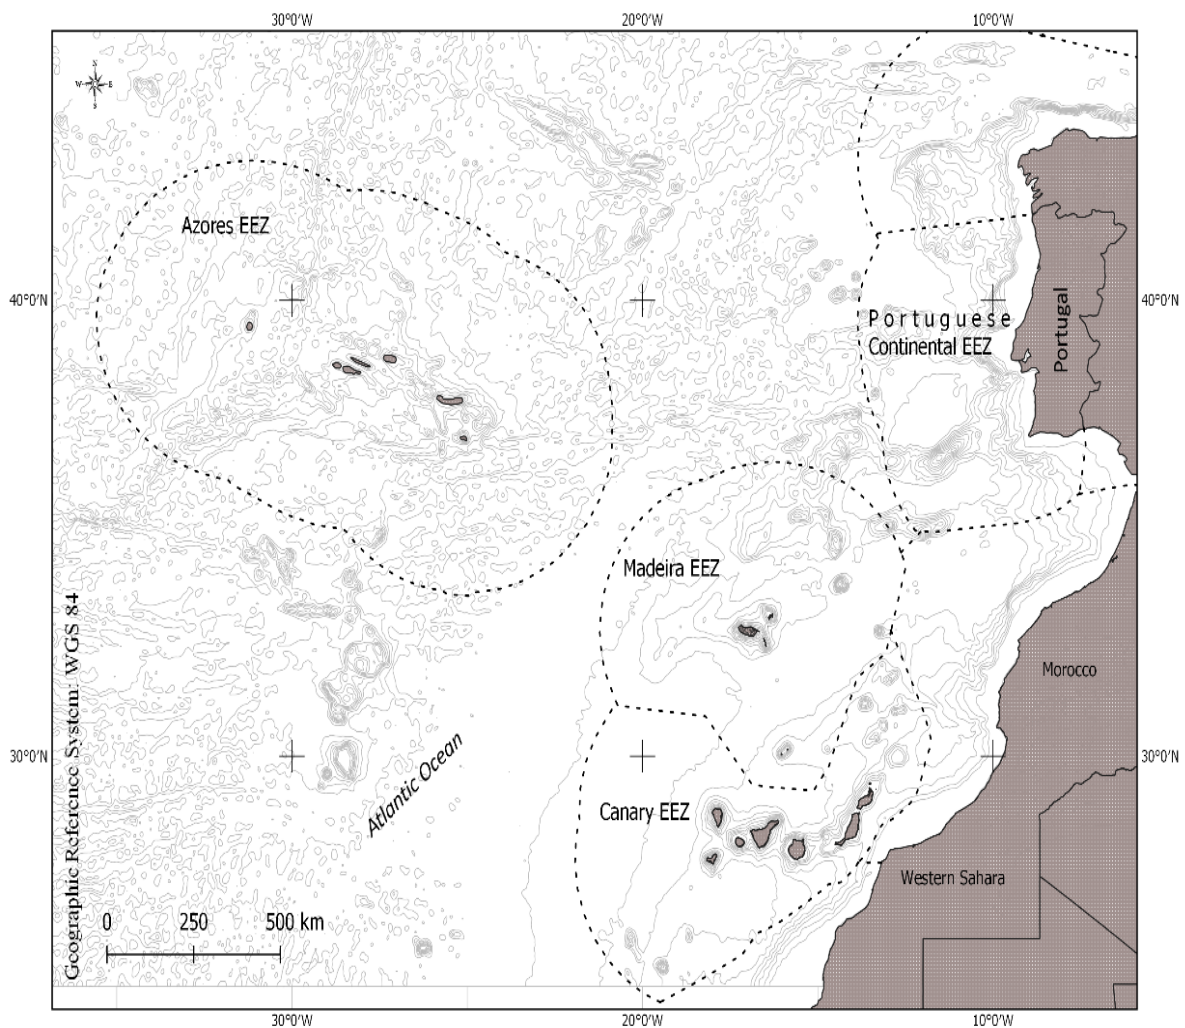 30°0'W 20°0'W 10°0'W
N
W E
S
Azores EEZ
40°0'N 40°0'N
Portuguese
Continental EEZ
Portugal
Madeira EEZ
Morocco
30°0'N 30°0'N
Atlantic Ocean
Canary EEZ
Western Sahara
Geographic Reference System: WGS 84
0 250 500 km
30°0'W 20°0'W 10°0'W